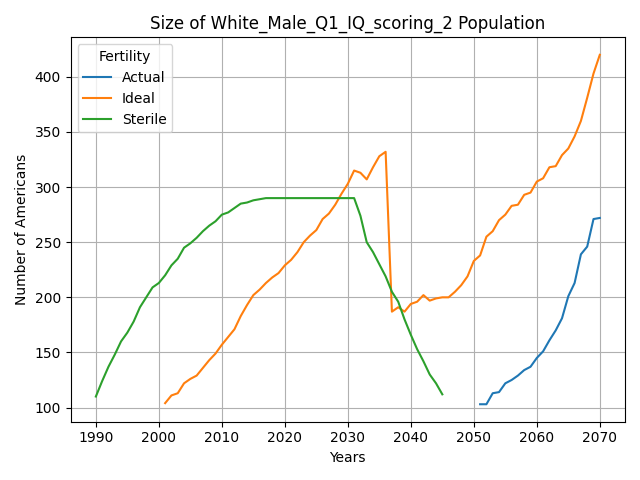 Size of White_Male_Q1_IQ_scoring_2 Population
Fertility
Actual
Ideal
Sterile
Number of Americans
400
350
300
250
200
150
100
1990 2000 2010 2020 2030 2040 2050 2060 2070
Years